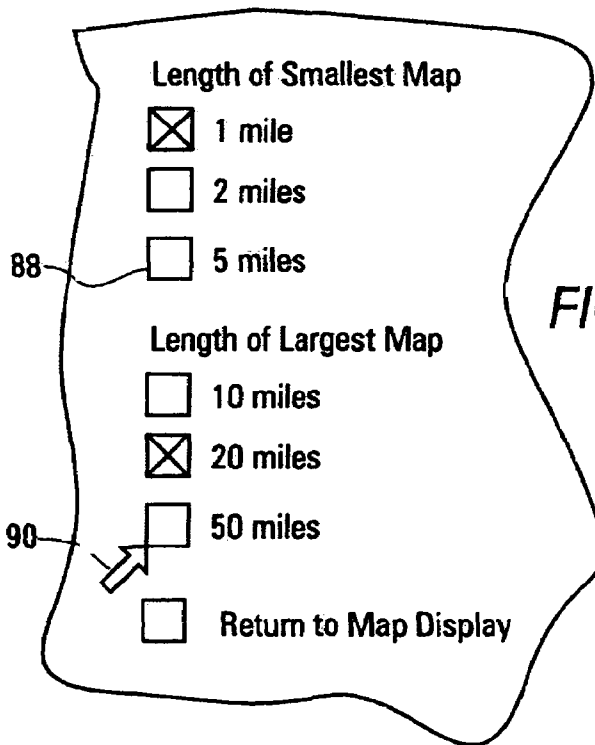 Length of Smallest Map
1 mile
2 miles
88
5 miles
Length of Largest Map
10 miles
20 miles
90
50 miles
Return to Map Display